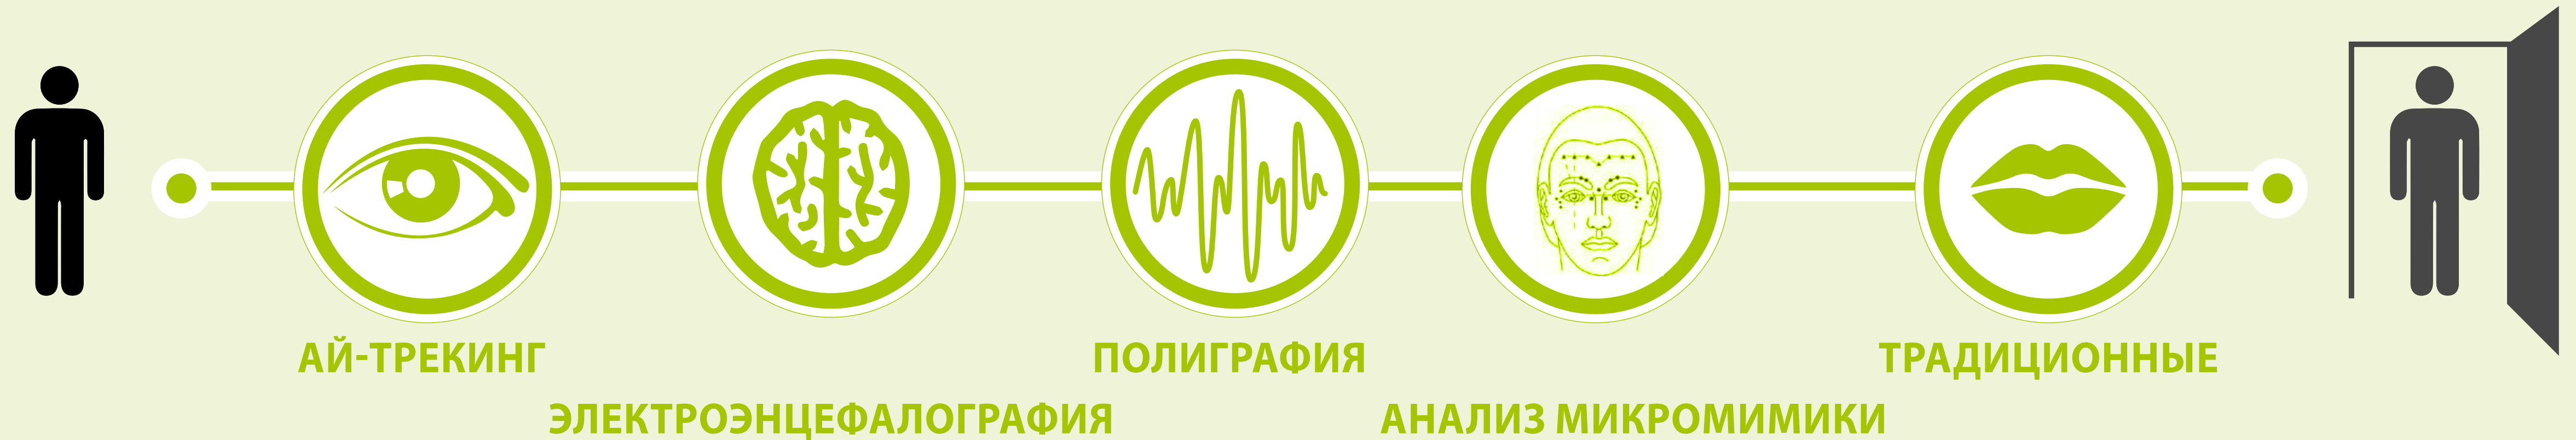 АЙ-ТРЕКИНГ
ЭЛЕКТРОЭНЦЕФАЛОГРАФИЯ
ПОЛИГРАФИЯ
АНАЛИЗ МИКРОМИМИКИ
ТРАДИЦИОННЫЕ